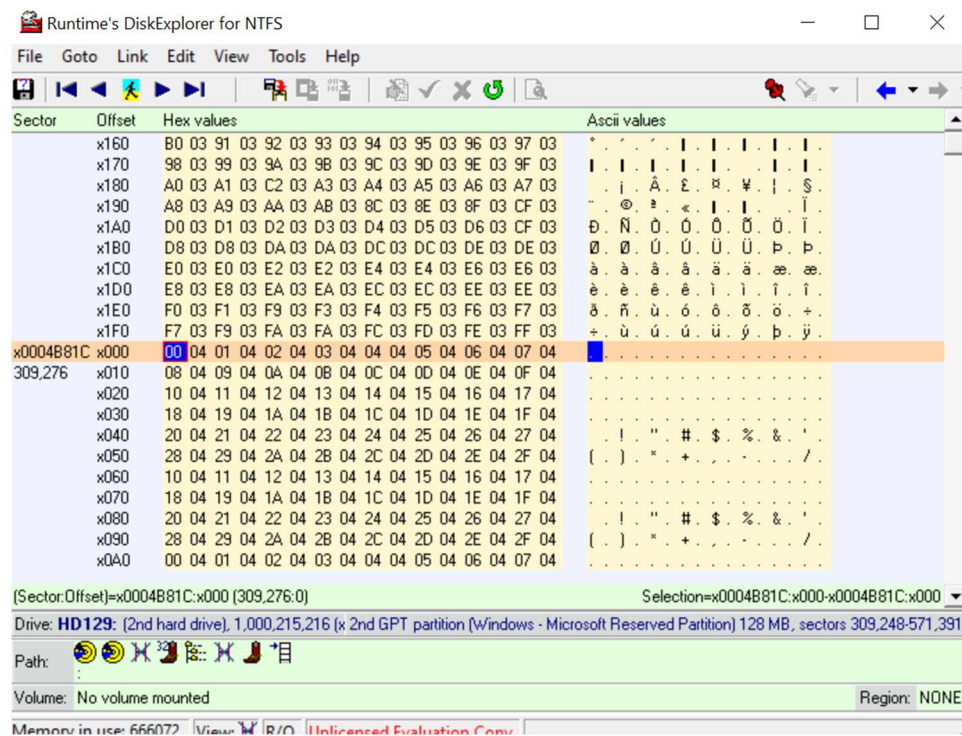 Runtime's DiskExplorer for NTFS
File Goto Link Edit View Tools Help
Sector Offset Hex values Ascii values
x160 B0 03 91 03 92 03 93 03 94 03 95 03 96 03 97 03
x170 98 03 99 03 9A 03 9B 03 9C 03 9D 03 9E 03 9F 03
x180 A0 03 A1 03 C2 03 A3 03 A4 03 A5 03 A6 03 A7 03 . ¡ . Â . £ . ¤ . ¥ . ¦ . § .
x190 A8 03 A9 03 AA 03 AB 03 8C 03 8E 03 8F 03 CF 03
x1A0 D0 03 D1 03 D2 03 D3 03 D4 03 D5 03 D6 03 CF 03 Ð . Ñ . Ò . Ó . Ô . Õ . Ö . Ï .
x1B0 D8 03 D8 03 DA 03 DA 03 DC 03 DC 03 DE 03 DE 03 Ø . Ø . Ú . Ú . Ü . Ü . Þ . Þ .
x1C0 E0 03 E0 03 E2 03 E2 03 E4 03 E4 03 E6 03 E6 03 à . à . â . â . ä . ä . æ . æ .
x1D0 E8 03 E8 03 EA 03 EA 03 EC 03 EC 03 EE 03 EE 03 è . è . ê . ê . ì . ì . î . î .
x1E0 F0 03 F1 03 F9 03 F3 03 F4 03 F5 03 F6 03 F7 03 ð . ñ . ù . ó . ô . õ . ö . ÷ .
x1F0 F7 03 F9 03 FA 03 FA 03 FC 03 FD 03 FE 03 FF 03 ÷ . ù . ú . ú . ü . ý . þ . ÿ .
x0004B81C x000 00 04 01 04 02 04 03 04 04 04 05 04 06 04 07 04 . . . . . . . . . . . . . . . .
309,276 x010 08 04 09 04 0A 04 0B 04 0C 04 0D 04 0E 04 0F 04 . . . . . . . . . . . . . . . .
x020 10 04 11 04 12 04 13 04 14 04 15 04 16 04 17 04 . . . . . . . . . . . . . . . .
x030 18 04 19 04 1A 04 1B 04 1C 04 1D 04 1E 04 1F 04 . . . . . . . . . . . . . . . .
x040 20 04 21 04 22 04 23 04 24 04 25 04 26 04 27 04 . ! . " . # . $ . % . & . ' .
x050 28 04 29 04 2A 04 2B 04 2C 04 2D 04 2E 04 2F 04 ( . ) . * . + . , . - . . . / .
x060 10 04 11 04 12 04 13 04 14 04 15 04 16 04 17 04 . . . . . . . . . . . . . . . .
x070 18 04 19 04 1A 04 1B 04 1C 04 1D 04 1E 04 1F 04 . . . . . . . . . . . . . . . .
x080 20 04 21 04 22 04 23 04 24 04 25 04 26 04 27 04 . ! . " . # . $ . % . & . ' .
x090 28 04 29 04 2A 04 2B 04 2C 04 2D 04 2E 04 2F 04 ( . ) . * . + . , . - . . . / .
x0A0 00 04 01 04 02 04 03 04 04 04 05 04 06 04 07 04 . . . . . . . . . . . . . . . .
(Sector:Offset)=x0004B81C:x000 (309,276:0) Selection=x0004B81C:x000-x0004B81C:x000
Drive: HD129: (2nd hard drive), 1,000,215,216 (x 2nd GPT partition (Windows - Microsoft Reserved Partition) 128 MB, sectors 309,248-571,391
Path:
:
Volume: No volume mounted Region: NONE
Memory in use: 666072 View: R/O Unlicensed Evaluation Copy